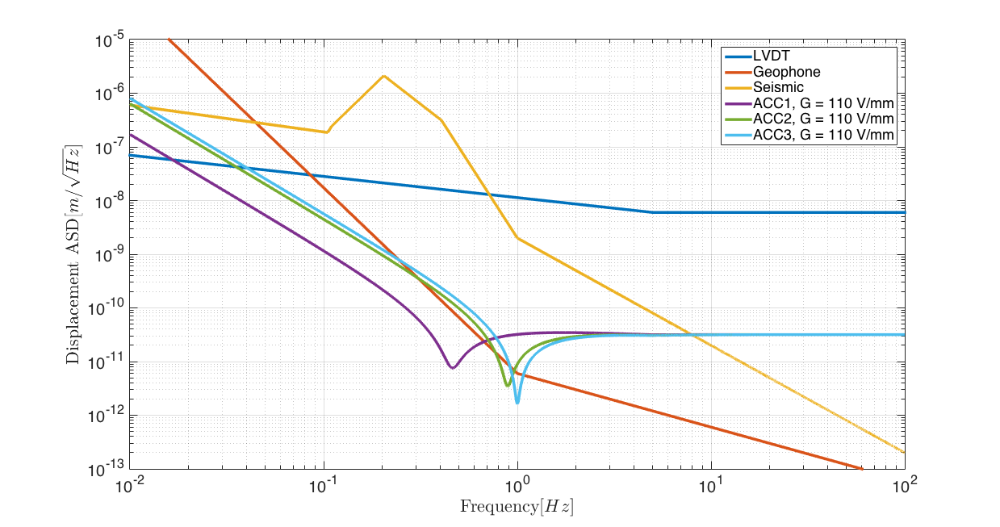 10^-5
10^-6
10^-7
10^-8
10^-9
10^-10
10^-11
10^-12
10^-13
Displacement ASD[m/√Hz]
LVDT
Geophone
Seismic
ACC1, G = 110 V/mm
ACC2, G = 110 V/mm
ACC3, G = 110 V/mm
10^-2 10^-1 10^0 10^1 10^2
Frequency[Hz]